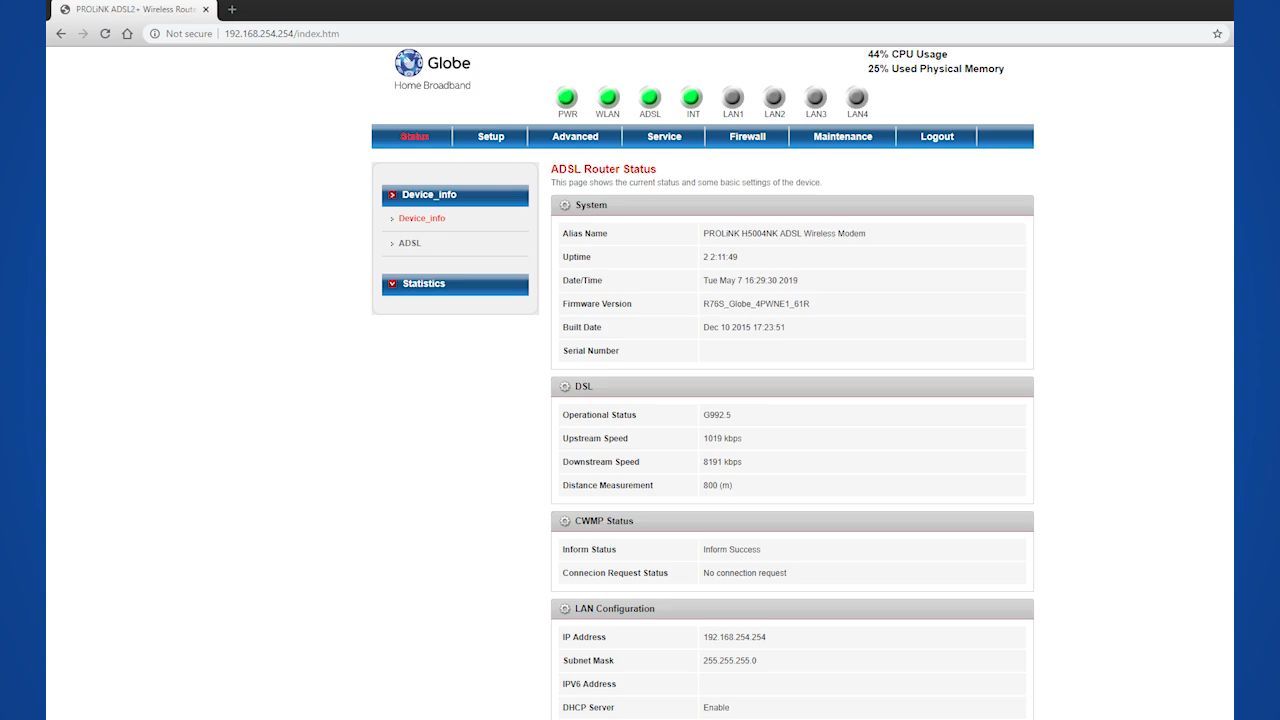 PROLiNK ADSL2+ Wireless Route
Not secure 192.168.254.254/index.htm
Globe
Home Broadband
44% CPU Usage
25% Used Physical Memory
PWR WLAN ADSL INT LAN1 LAN2 LAN3 LAN4
Status Setup Advanced Service Firewall Maintenance Logout
Device_info
Device_info
ADSL
Statistics
ADSL Router Status
This page shows the current status and some basic settings of the device.
System
Alias Name PROLiNK H5004NK ADSL Wireless Modem
Uptime 2 2:11:49
Date/Time Tue May 7 16:29:30 2019
Firmware Version R76S_Globe_4PWNE1_61R
Built Date Dec 10 2015 17:23:51
Serial Number
DSL
Operational Status G992.5
Upstream Speed 1019 kbps
Downstream Speed 8191 kbps
Distance Measurement 800 (m)
CWMP Status
Inform Status Inform Success
Connecion Request Status No connection request
LAN Configuration
IP Address 192.168.254.254
Subnet Mask 255.255.255.0
IPV6 Address
DHCP Server Enable